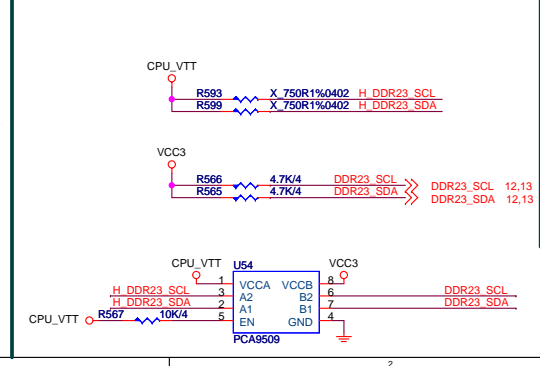 CPU_VTT
R593 X_750R1%0402 H_DDR23_SCL
R599 X_750R1%0402 H_DDR23_SDA
VCC3
R566 4.7K/4 DDR23_SCL DDR23_SCL 12,13
R565 4.7K/4 DDR23_SDA DDR23_SDA 12,13
CPU_VTT U54 VCC3
1 VCCA VCCB 8
H_DDR23_SCL 3 A2 B2 6 DDR23_SCL
H_DDR23_SDA 2 A1 B1 7 DDR23_SDA
CPU_VTT R567 10K/4 5 EN GND 4
PCA9509
2